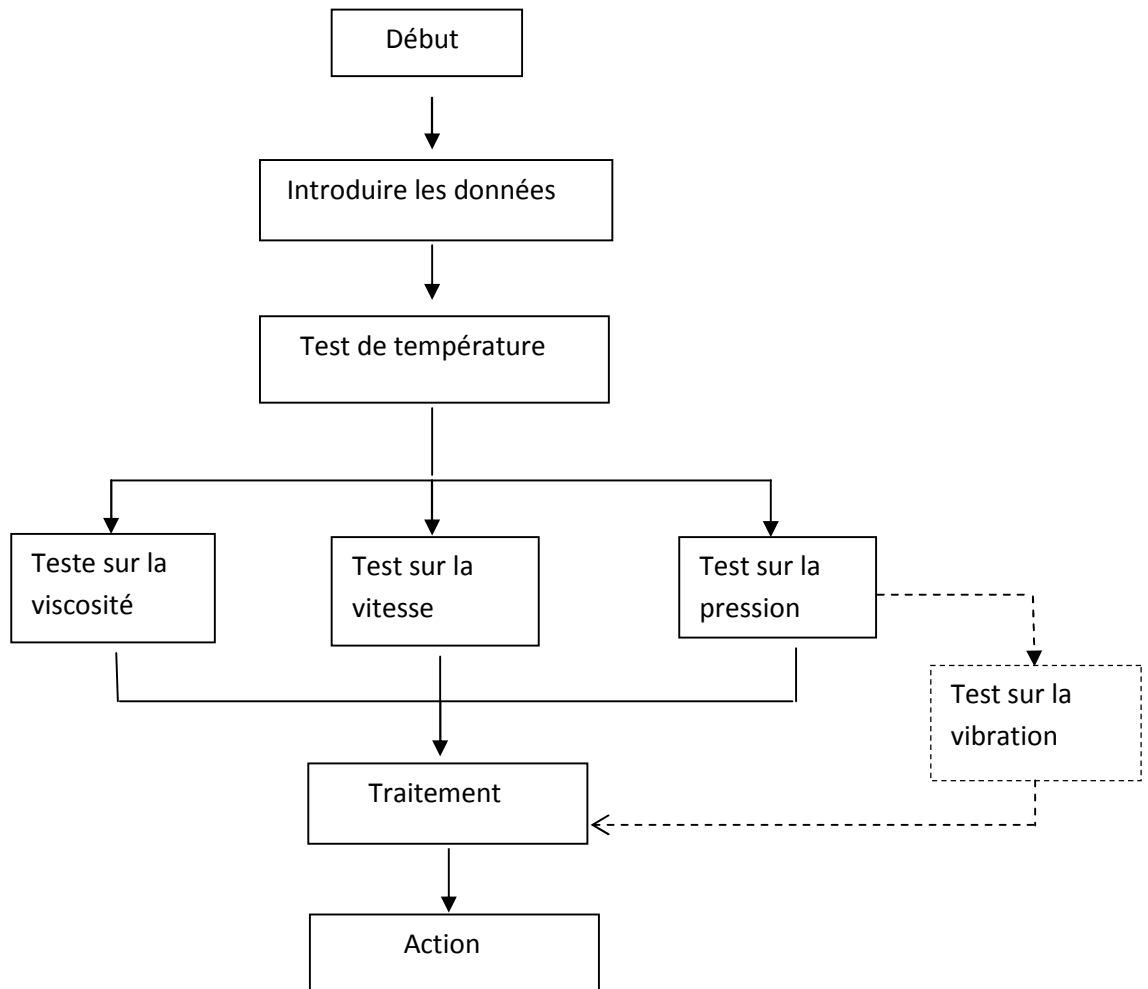 Début
Introduire les données
Test de température
Teste sur la
viscosité
Test sur la
vitesse
Test sur la
pression
Test sur la
vibration
Traitement
Action